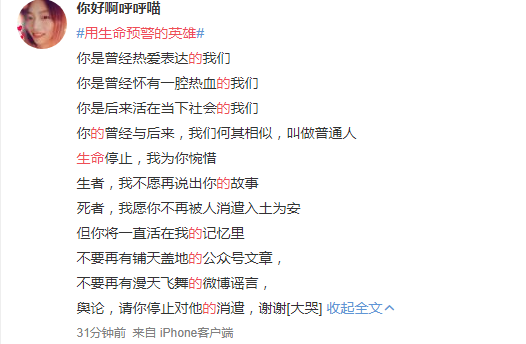 你好啊呼呼喵
#用生命预警的英雄#
你是曾经热爱表达的我们
你是曾经怀有一腔热血的我们
你是后来活在当下社会的我们
你的曾经与后来，我们何其相似，叫做普通人
生命停止，我为你惋惜
生者，我不愿再说出你的故事
死者，我愿你不再被人消遣入土为安
但你将一直活在我的记忆里
不要再有铺天盖地的公众号文章，
不要再有漫天飞舞的微博谣言，
舆论，请你停止对他的消遣，谢谢[大哭] 收起全文
31分钟前 来自 iPhone客户端